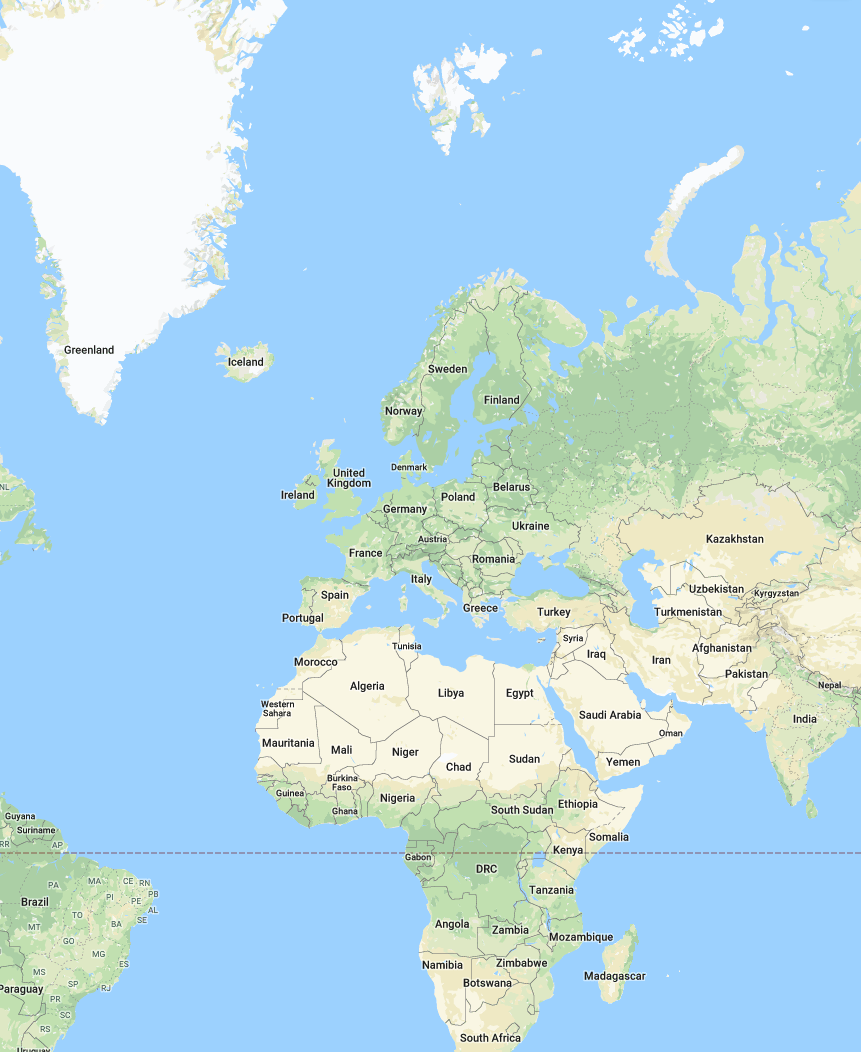 Greenland
Iceland
Sweden
Finland
Norway
United
Kingdom
Denmark
Ireland
NL
Belarus
Poland
Germany
Ukraine
Austria
Kazakhstan
France
Romania
Italy
Uzbekistan
Kyrgyzstan
Spain
Greece
Turkey
Turkmenistan
Portugal
Syria
Tunisia
Iraq
Afghanistan
Morocco
Iran
Pakistan
Algeria
Libya
Egypt
Nepal
Western
Sahara
Saudi Arabia
India
Oman
Mauritania
Mali
Niger
Sudan
Yemen
Chad
Burkina
Faso
Guinea
Nigeria
Ethiopia
Ghana
South Sudan
Guyana
Suriname
Somalia
RR
AP
Kenya
Gabon
DRC
PA
MA
CE
RN
Tanzania
PI
PB
PE
Brazil
AL
TO
SE
MT
BA
Angola
Zambia
Mozambique
GO
MG
ES
Namibia
Zimbabwe
MS
Madagascar
SP
RJ
Botswana
Paraguay
PR
SC
RS
South Africa
Uruguay